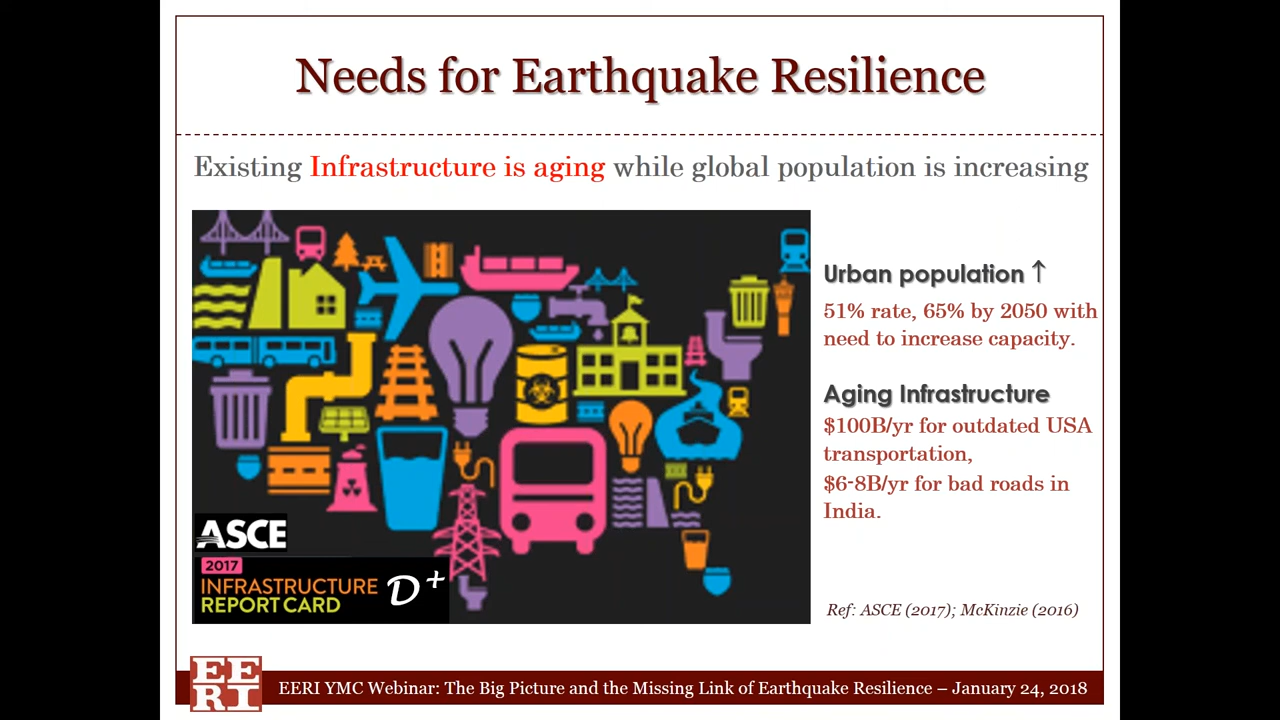 Needs for Earthquake Resilience
Existing Infrastructure is aging while global population is increasing
Urban population ↑
51% rate, 65% by 2050 with
need to increase capacity.
Aging Infrastructure
$100B/yr for outdated USA
transportation,
$6-8B/yr for bad roads in
India.
ASCE
2017
INFRASTRUCTURE
REPORT CARD
D+
Ref: ASCE (2017); McKinzie (2016)
EE
RI
EERI YMC Webinar: The Big Picture and the Missing Link of Earthquake Resilience – January 24, 2018